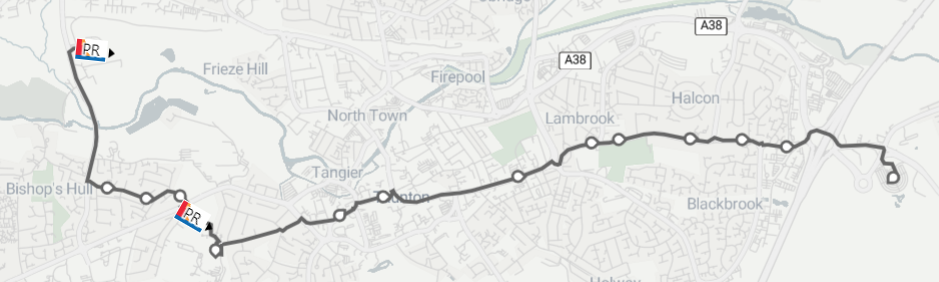 A38
A38
Frieze Hill
Firepool
PR
Halcon
North Town
Lambrook
Tangier
Bishop's Hull
Taunton
PR
Blackbrook